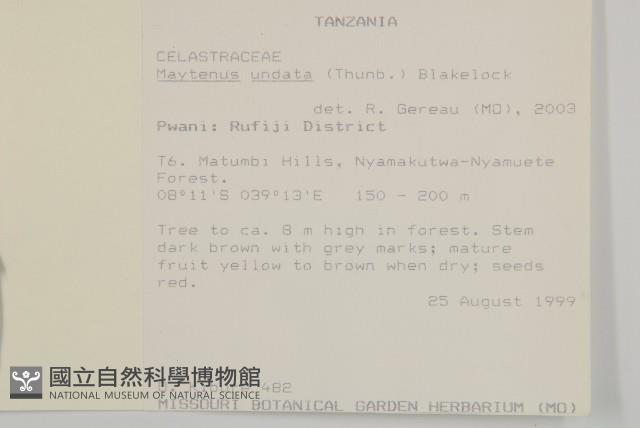 TANZANIA
CELASTRACEAE
Maytenus undata (Thunb.) Blakelock
det. R. Gereau (MO), 2003
Pwani: Rufiji District
T6. Matumbi Hills, Nyamakutwa-Nyamuete
Forest.
08°11'S 039°13'E 150 - 200 m
Tree to ca. 8 m high in forest. Stem
dark brown with grey marks; mature
fruit yellow to brown when dry; seeds
red.
25 August 1999
482
國立自然科學博物館
NATIONAL MUSEUM OF NATURAL SCIENCE
MISSOURI BOTANICAL GARDEN HERBARIUM (MO)